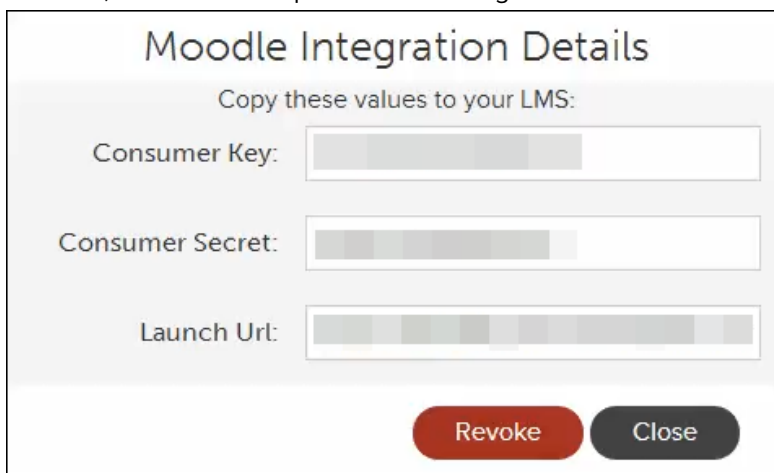 Moodle Integration Details
Copy these values to your LMS:
Consumer Key:
Consumer Secret:
Launch Url:
Revoke Close